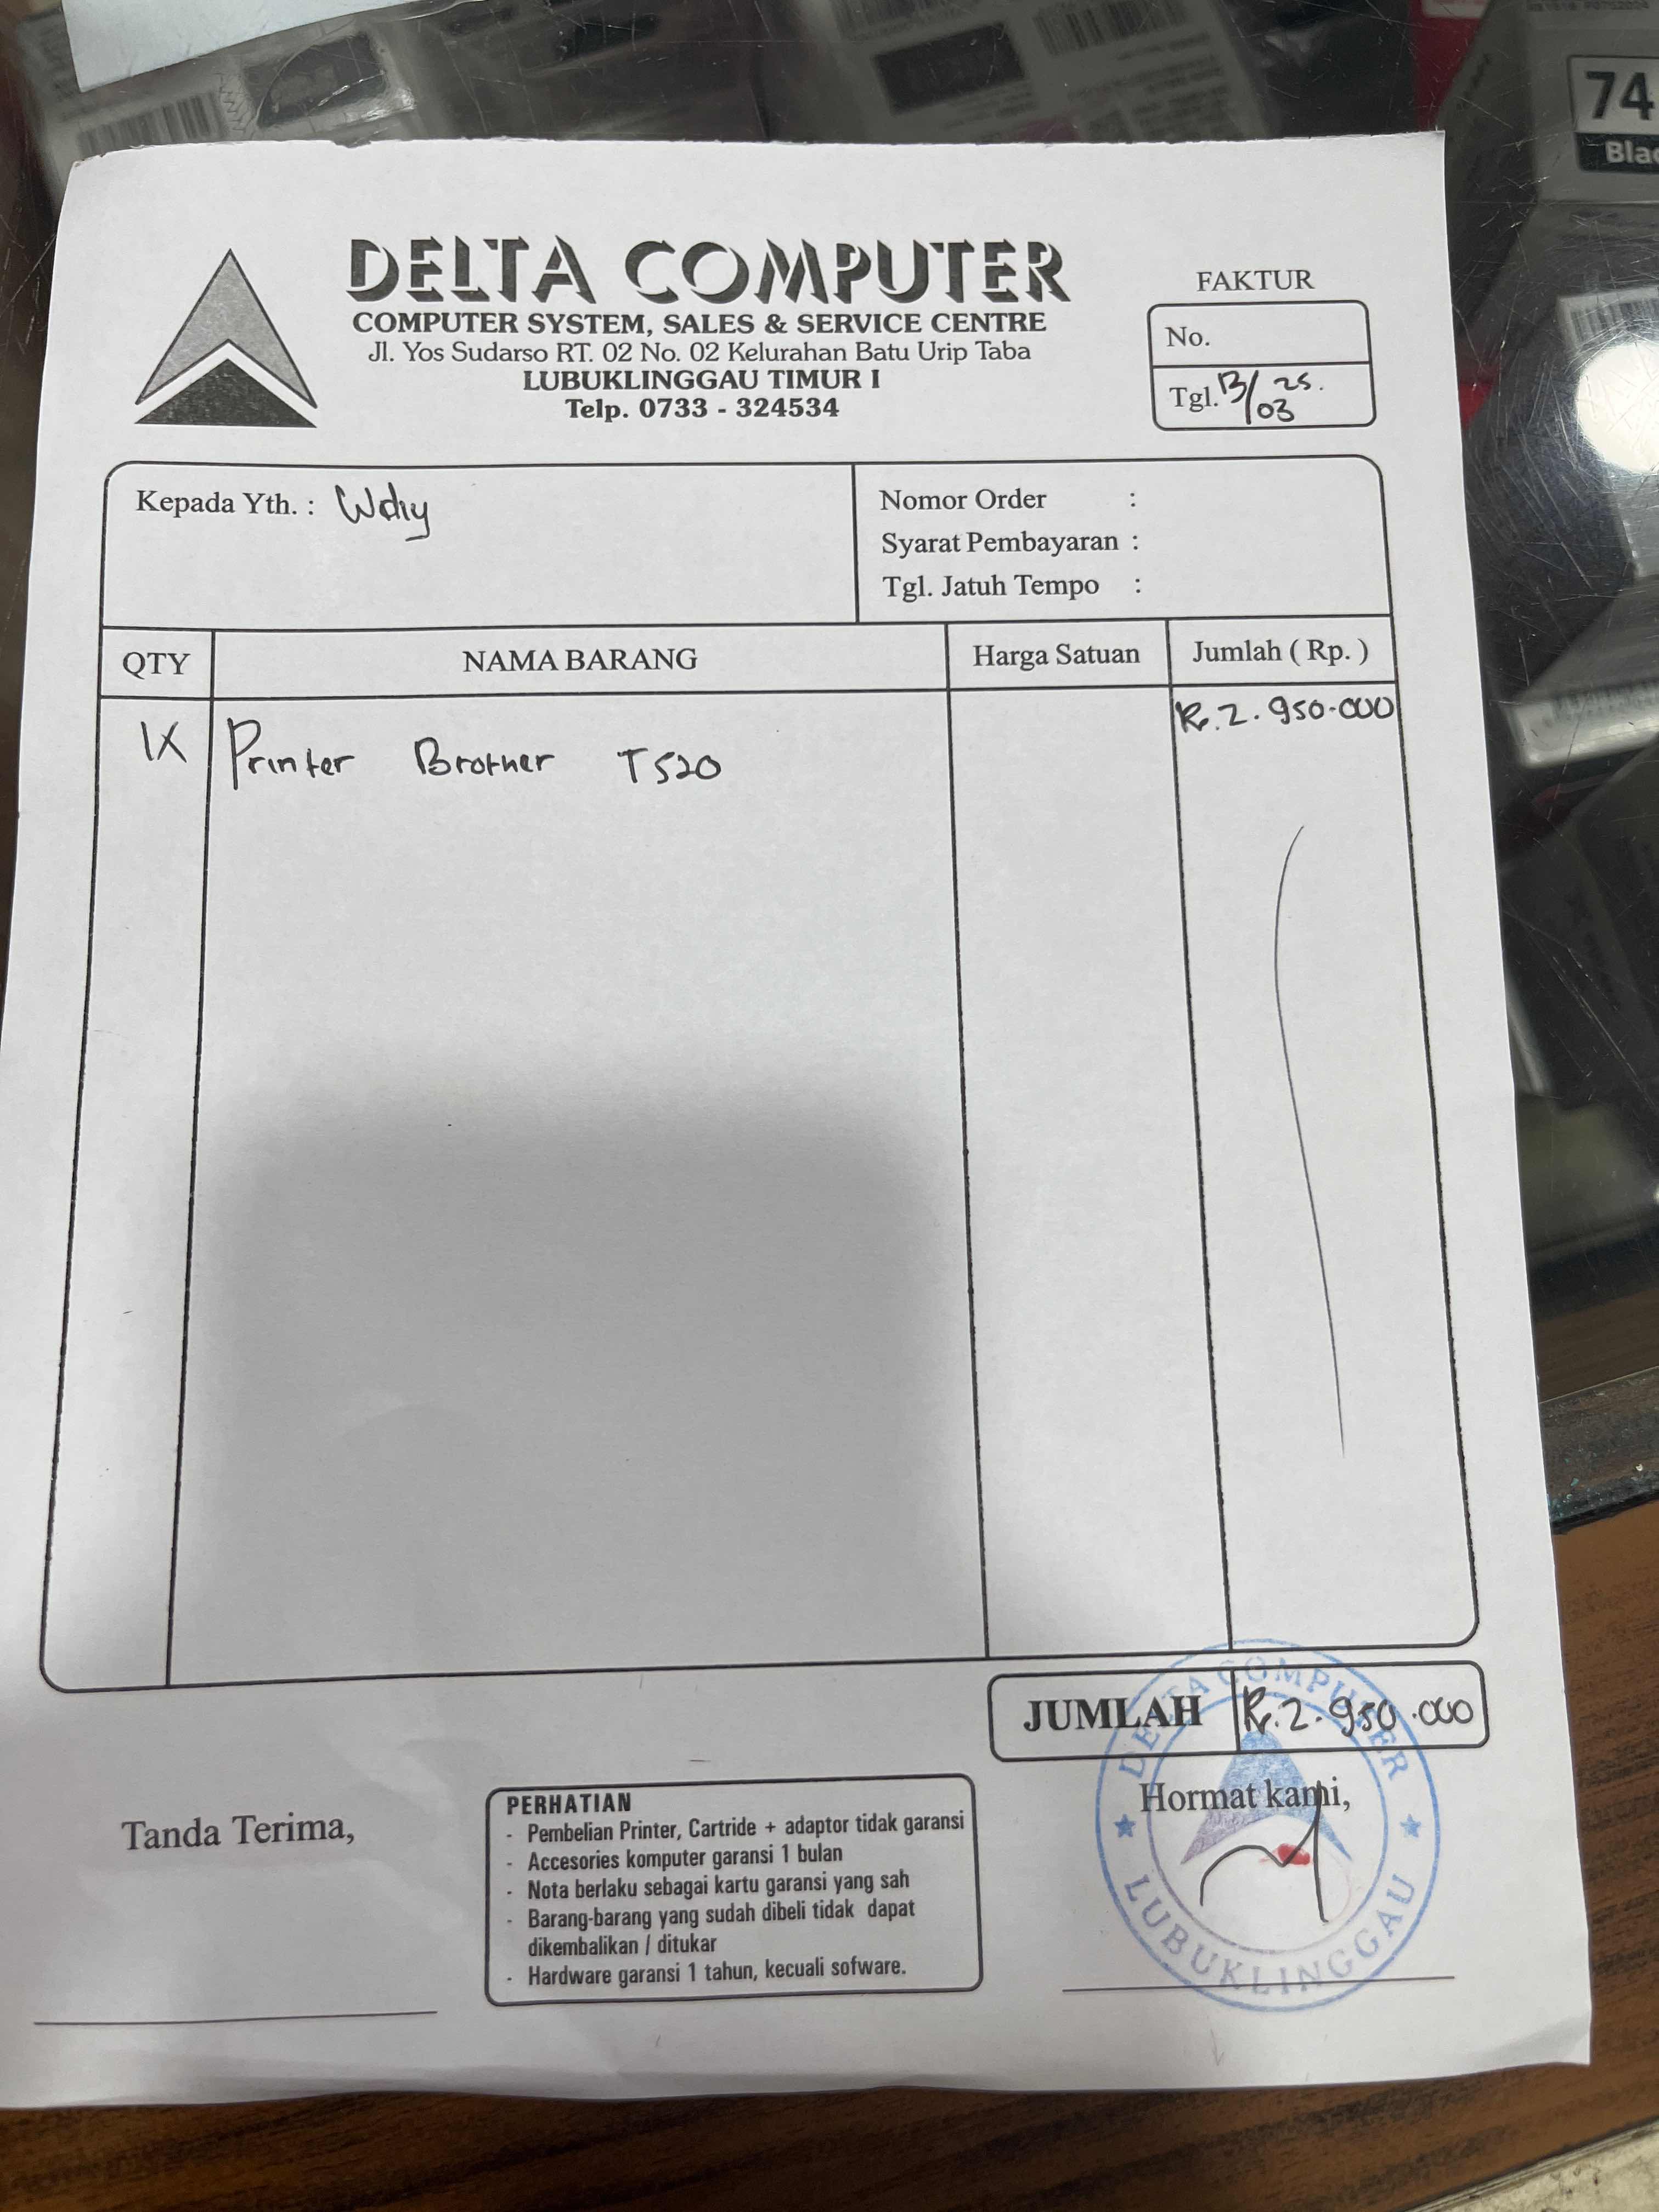 74
Blac
DELTA COMPUTER
COMPUTER SYSTEM, SALES & SERVICE CENTRE
Jl. Yos Sudarso RT. 02 No. 02 Kelurahan Batu Urip Taba
LUBUKLINGGAU TIMUR I
Telp. 0733 - 324534
FAKTUR
No.
Tgl. 13/03 25.
Kepada Yth. :
Nomor Order :
Syarat Pembayaran :
Tgl. Jatuh Tempo :
QTY NAMA BARANG Harga Satuan Jumlah ( Rp. )
1X Printer Brother T520 Rp. 2.950.000
JUMLAH Rp. 2.950.000
Tanda Terima,
PERHATIAN
- Pembelian Printer, Cartride + adaptor tidak garansi
- Accesories komputer garansi 1 bulan
- Nota berlaku sebagai kartu garansi yang sah
- Barang-barang yang sudah dibeli tidak dapat
dikembalikan / ditukar
- Hardware garansi 1 tahun, kecuali sofware.
Hormat kami,
DELTA COMPUTER
LUBUKLINGGAU